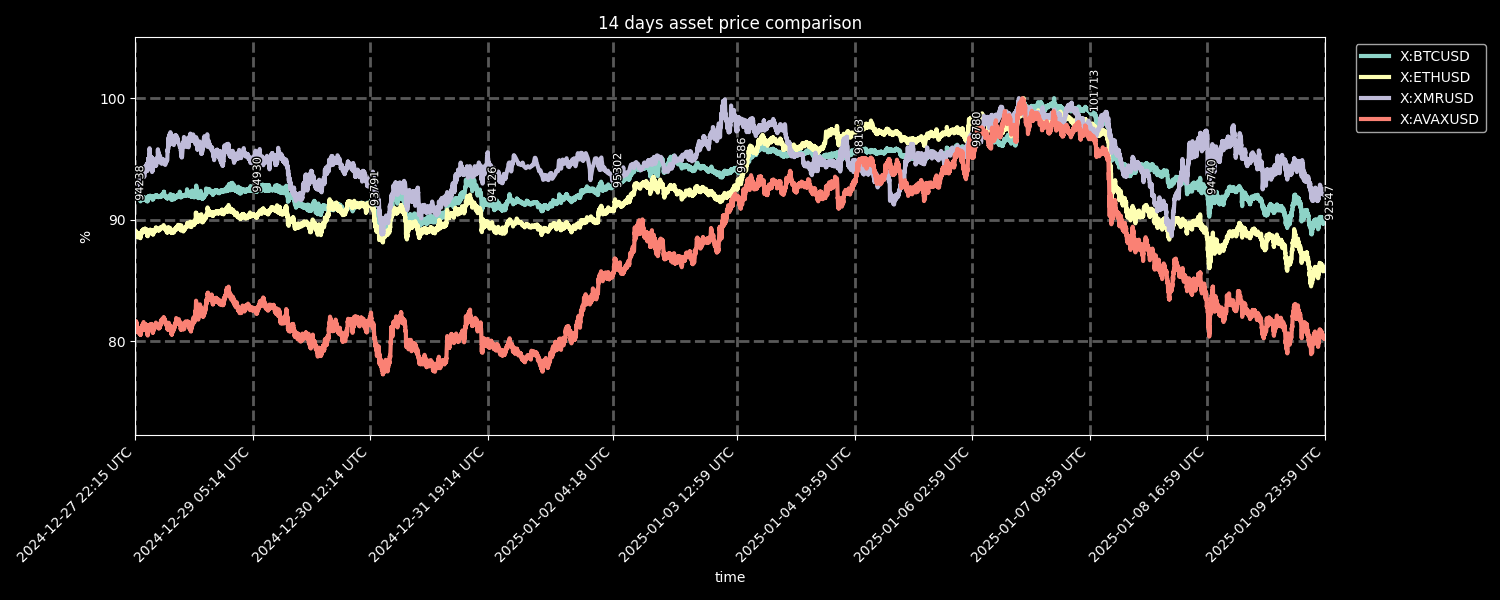 14 days asset price comparison
X:BTCUSD
X:ETHUSD
X:XMRUSD
X:AVAXUSD
100
90
80
%
94238
94930
93791
94126
95302
96586
98163
98780
101713
94740
92547
2024-12-27 22:15 UTC
2024-12-29 05:14 UTC
2024-12-30 12:14 UTC
2024-12-31 19:14 UTC
2025-01-02 04:18 UTC
2025-01-03 12:59 UTC
2025-01-04 19:59 UTC
2025-01-06 02:59 UTC
2025-01-07 09:59 UTC
2025-01-08 16:59 UTC
2025-01-09 23:59 UTC
time